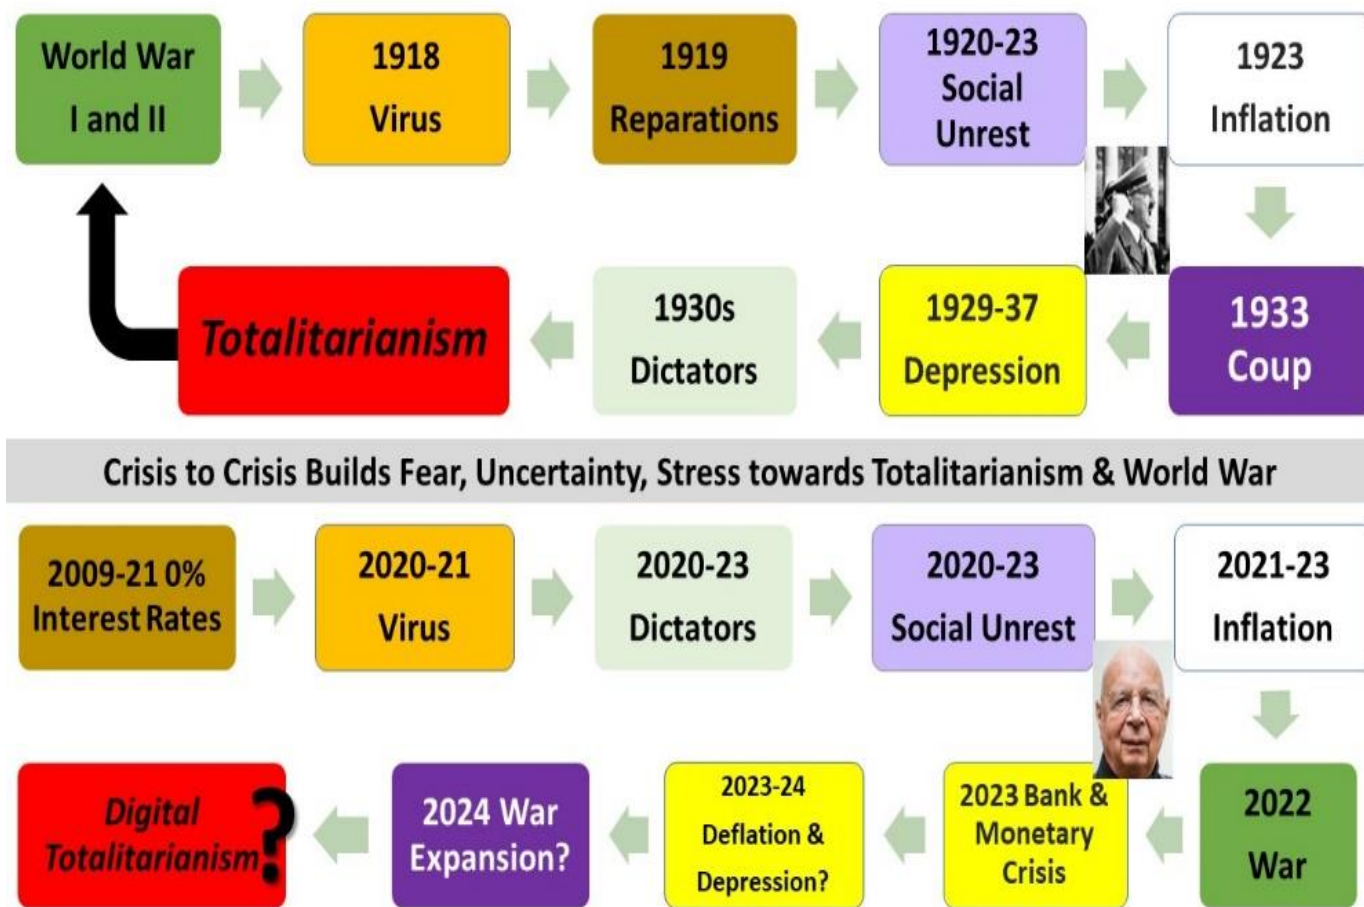 World War
I and II
1918
Virus
1919
Reparations
1920-23
Social
Unrest
1923
Inflation
Totalitarianism
1930s
Dictators
1929-37
Depression
1933
Coup
Crisis to Crisis Builds Fear, Uncertainty, Stress towards Totalitarianism & World War
2009-21 0%
Interest Rates
2020-21
Virus
2020-23
Dictators
2020-23
Social Unrest
2021-23
Inflation
Digital
Totalitarianism
?
2024 War
Expansion?
2023-24
Deflation &
Depression?
2023 Bank &
Monetary
Crisis
2022
War